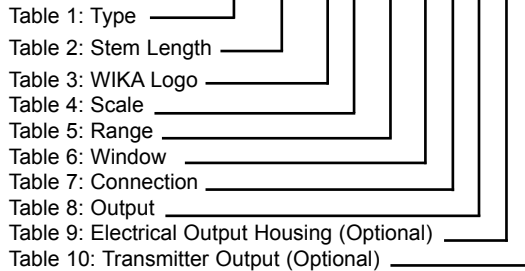 Table 1: Type
Table 2: Stem Length
Table 3: WIKA Logo
Table 4: Scale
Table 5: Range
Table 6: Window
Table 7: Connection
Table 8: Output
Table 9: Electrical Output Housing (Optional)
Table 10: Transmitter Output (Optional)